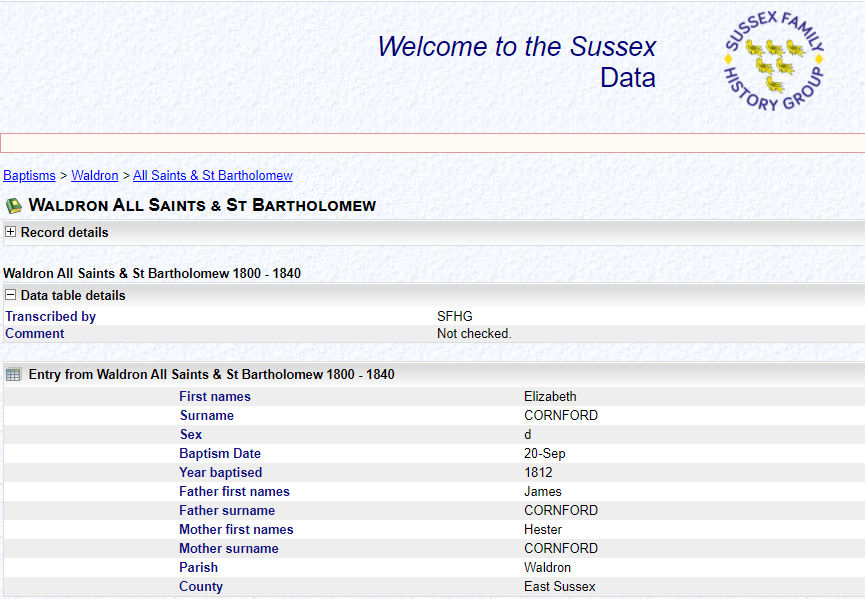 Welcome to the Sussex
Data
SUSSEX FAMILY
HISTORY GROUP
Baptisms > Waldron > All Saints & St Bartholomew
WALDRON ALL SAINTS & ST BARTHOLOMEW
Record details
Waldron All Saints & St Bartholomew 1800 - 1840
Data table details
Transcribed by SFHG
Comment Not checked.
Entry from Waldron All Saints & St Bartholomew 1800 - 1840
First names Elizabeth
Surname CORNFORD
Sex d
Baptism Date 20-Sep
Year baptised 1812
Father first names James
Father surname CORNFORD
Mother first names Hester
Mother surname CORNFORD
Parish Waldron
County East Sussex